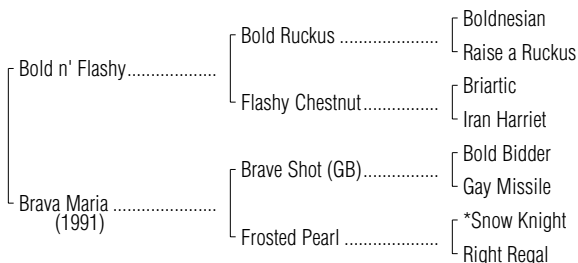 Boldnesian
Bold Ruckus ....................
Raise a Ruckus
Bold n' Flashy....................
Briartic
Flashy Chestnut................
Iran Harriet
Bold Bidder
Brave Shot (GB)................
Gay Missile
Brava Maria ....................
(1991)
*Snow Knight
Frosted Pearl ...................
Right Regal